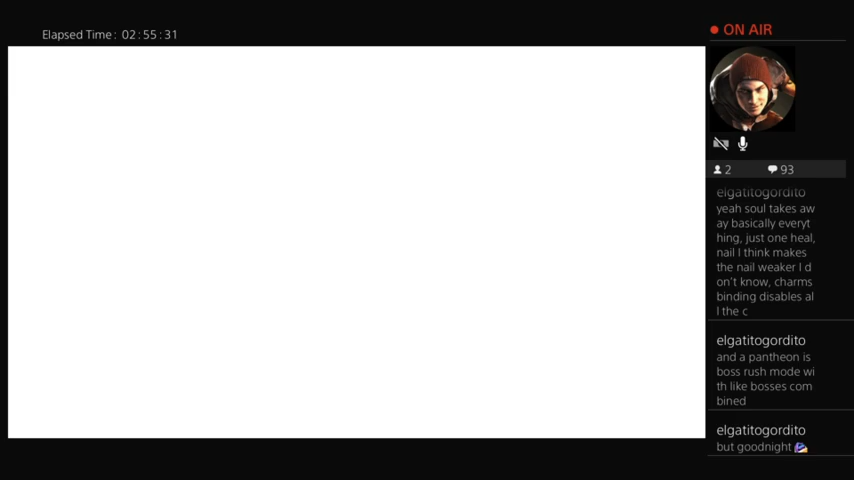 Elapsed Time: 02:55:31
ON AIR
2
93
elgatitogordito
yeah soul takes aw
ay basically everyt
hing, just one heal,
nail I think makes
the nail weaker I d
on't know, charms
binding disables al
l the c
elgatitogordito
and a pantheon is
boss rush mode wi
th like bosses com
bined
elgatitogordito
but goodnight